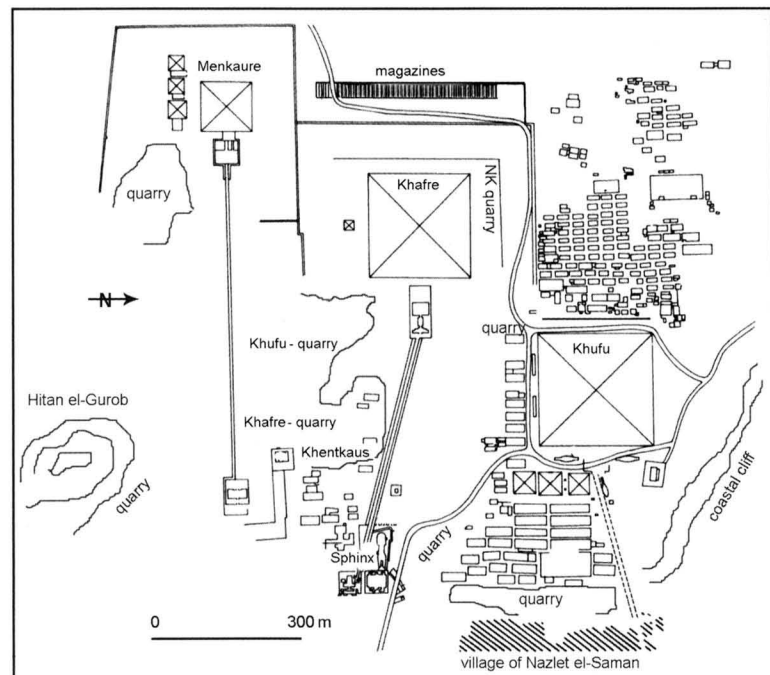 Menkaure
magazines
Khafre
NK quarry
quarry
N
quarry
Khufu
Khufu - quarry
Hitan el-Gurob
Khafre - quarry
Khentkaus
quarry
coastal cliff
quarry
Sphinx
quarry
0 300 m
village of Nazlet el-Saman